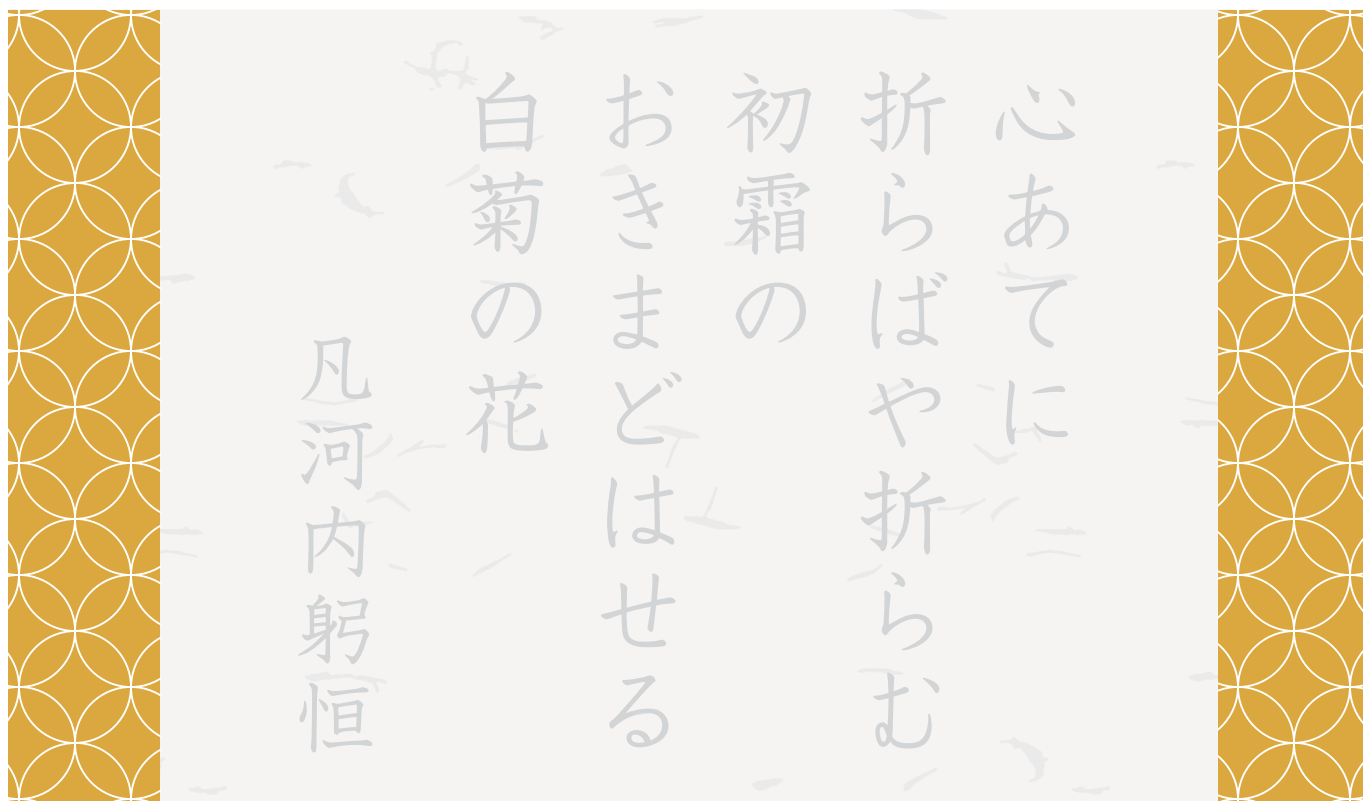 心あてに
折らばや折らむ
初霜の
おきまどはせる
白菊の花
凡河内躬恒